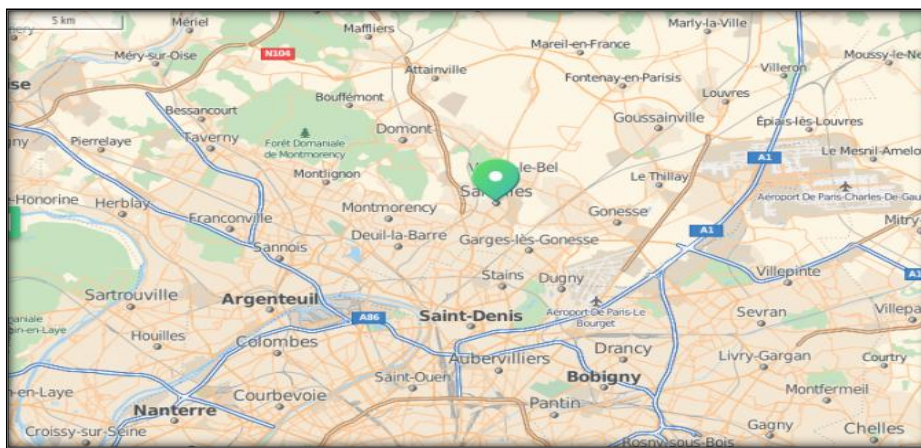 5 km
Mériel
Maffliers
Marly-la-Ville
Méry-sur-Oise
N104
Mareil-en-France
Villeron
Attainville
Fontenay-en-Parisis
Louvres
Bessancourt
Bouffémont
Goussainville
Épiais-lès-Louvres
Pierrelaye
Taverny
Domont
Forêt Domaniale
de Montmorency
A1
Le Mesnil-Amelo
Montlignon
le-Bel
Le Thillay
Aéroport De Paris-Charles-De-Gau
-Honorine
Herblay
Franconville
Montmorency
Gonesse
Mitry
Sannois
Deuil-la-Barre
Garges-lès-Gonesse
A1
Stains
Dugny
Villepinte
Sartrouville
Argenteuil
Aéroport De Paris-Le
Bourget
Sevran
Villepa
A86
Saint-Denis
Houilles
Colombes
Aubervilliers
Drancy
Livry-Gargan
Courtry
-en-Laye
Saint-Ouen
Bobigny
Montfermeil
Nanterre
Courbevoie
Pantin
Croissy-sur-Seine
Gagny
Chelles
Rosny-sous-Bois